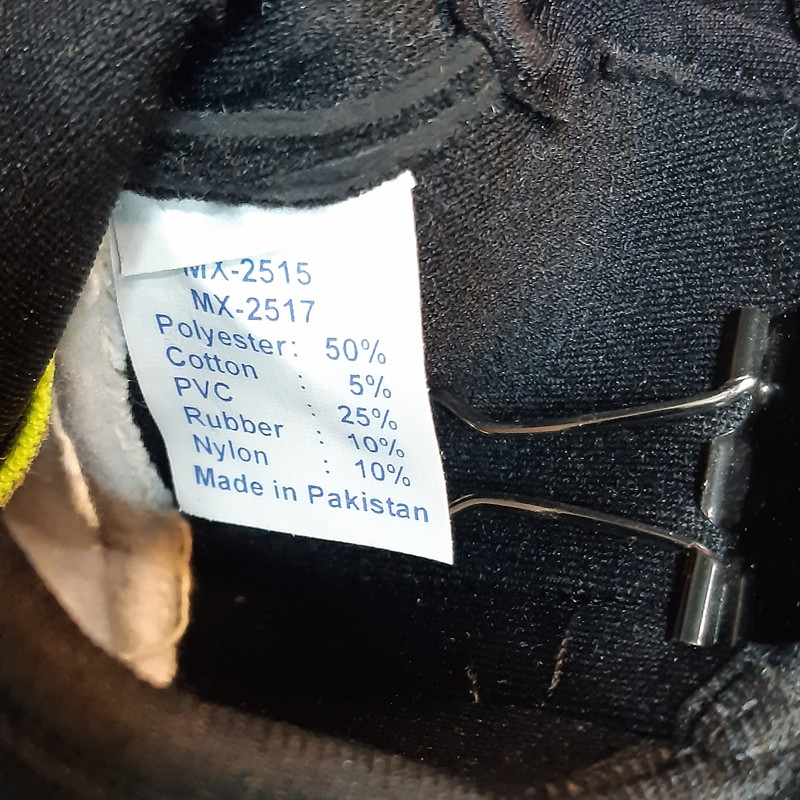 MX-2515
MX-2517
Polyester: 50%
Cotton : 5%
PVC : 25%
Rubber : 10%
Nylon : 10%
Made in Pakistan